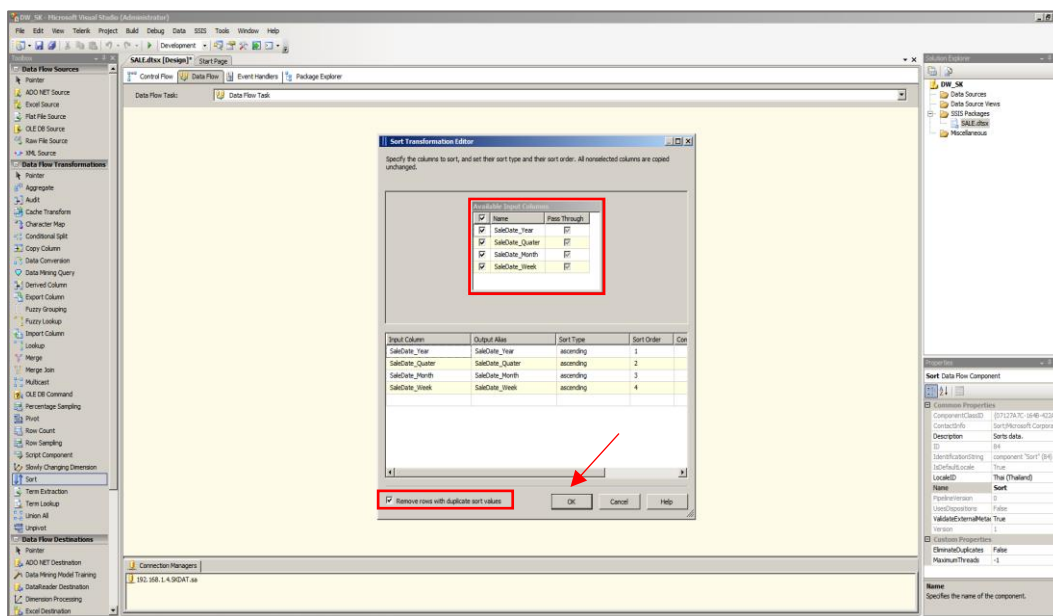 DW_SK - Microsoft Visual Studio (Administrator)
File Edit View Telerik Project Build Debug Data SSIS Tools Window Help
Development
Toolbox
SALE.dtsx [Design]* Start Page
Solution Explorer
Data Flow Sources
Pointer
ADO NET Source
Excel Source
Flat File Source
OLE DB Source
Raw File Source
XML Source
Data Flow Transformations
Pointer
Aggregate
Audit
Cache Transform
Character Map
Conditional Split
Copy Column
Data Conversion
Data Mining Query
Derived Column
Export Column
Fuzzy Grouping
Fuzzy Lookup
Import Column
Lookup
Merge
Merge Join
Multicast
OLE DB Command
Percentage Sampling
Pivot
Row Count
Row Sampling
Script Component
Slowly Changing Dimension
Sort
Term Extraction
Term Lookup
Union All
Unpivot
Data Flow Destinations
Pointer
ADO NET Destination
Data Mining Model Training
DataReader Destination
Dimension Processing
Excel Destination
Control Flow Data Flow Event Handlers Package Explorer
Data Flow Task: Data Flow Task
Sort Transformation Editor
Specify the columns to sort, and set their sort type and their sort order. All nonselected columns are copied
unchanged.
Available Input Columns
Name Pass Through
SaleDate_Year
SaleDate_Quater
SaleDate_Month
SaleDate_Week
Input Column Output Alias Sort Type Sort Order Con
SaleDate_Year SaleDate_Year ascending 1
SaleDate_Quater SaleDate_Quater ascending 2
SaleDate_Month SaleDate_Month ascending 3
SaleDate_Week SaleDate_Week ascending 4
Remove rows with duplicate sort values
OK Cancel Help
Connection Managers
192.168.1.4.SKDAT.sa
DW_SK
Data Sources
Data Source Views
SSIS Packages
SALE.dtsx
Miscellaneous
Properties
Sort Data Flow Component
Common Properties
ComponentClassID
ContactInfo Sort;Microsoft Corpora
Description Sorts data.
ID 84
IdentificationString component "Sort" (84)
IsDefaultLocale True
LocaleID Thai (Thailand)
Name Sort
PipelineVersion 0
UsesDispositions False
ValidateExternalMetac True
Version 1
Custom Properties
EliminateDuplicates False
MaximumThreads -1
Name
Specifies the name of the component.